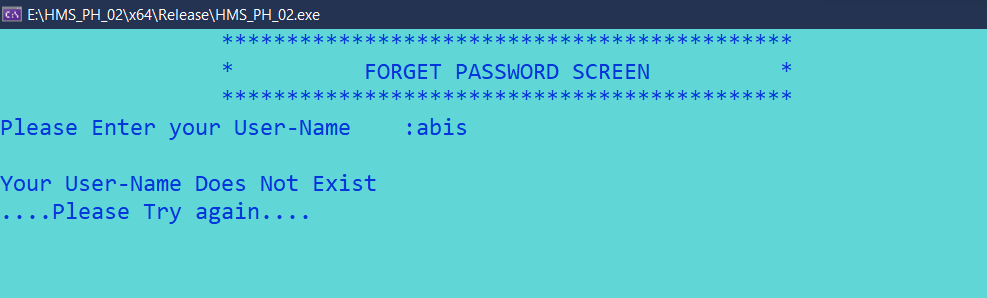 E:\HMS_PH_02\x64\Release\HMS_PH_02.exe
********************************************
* FORGET PASSWORD SCREEN *
********************************************
Please Enter your User-Name :abis
Your User-Name Does Not Exist
....Please Try again....